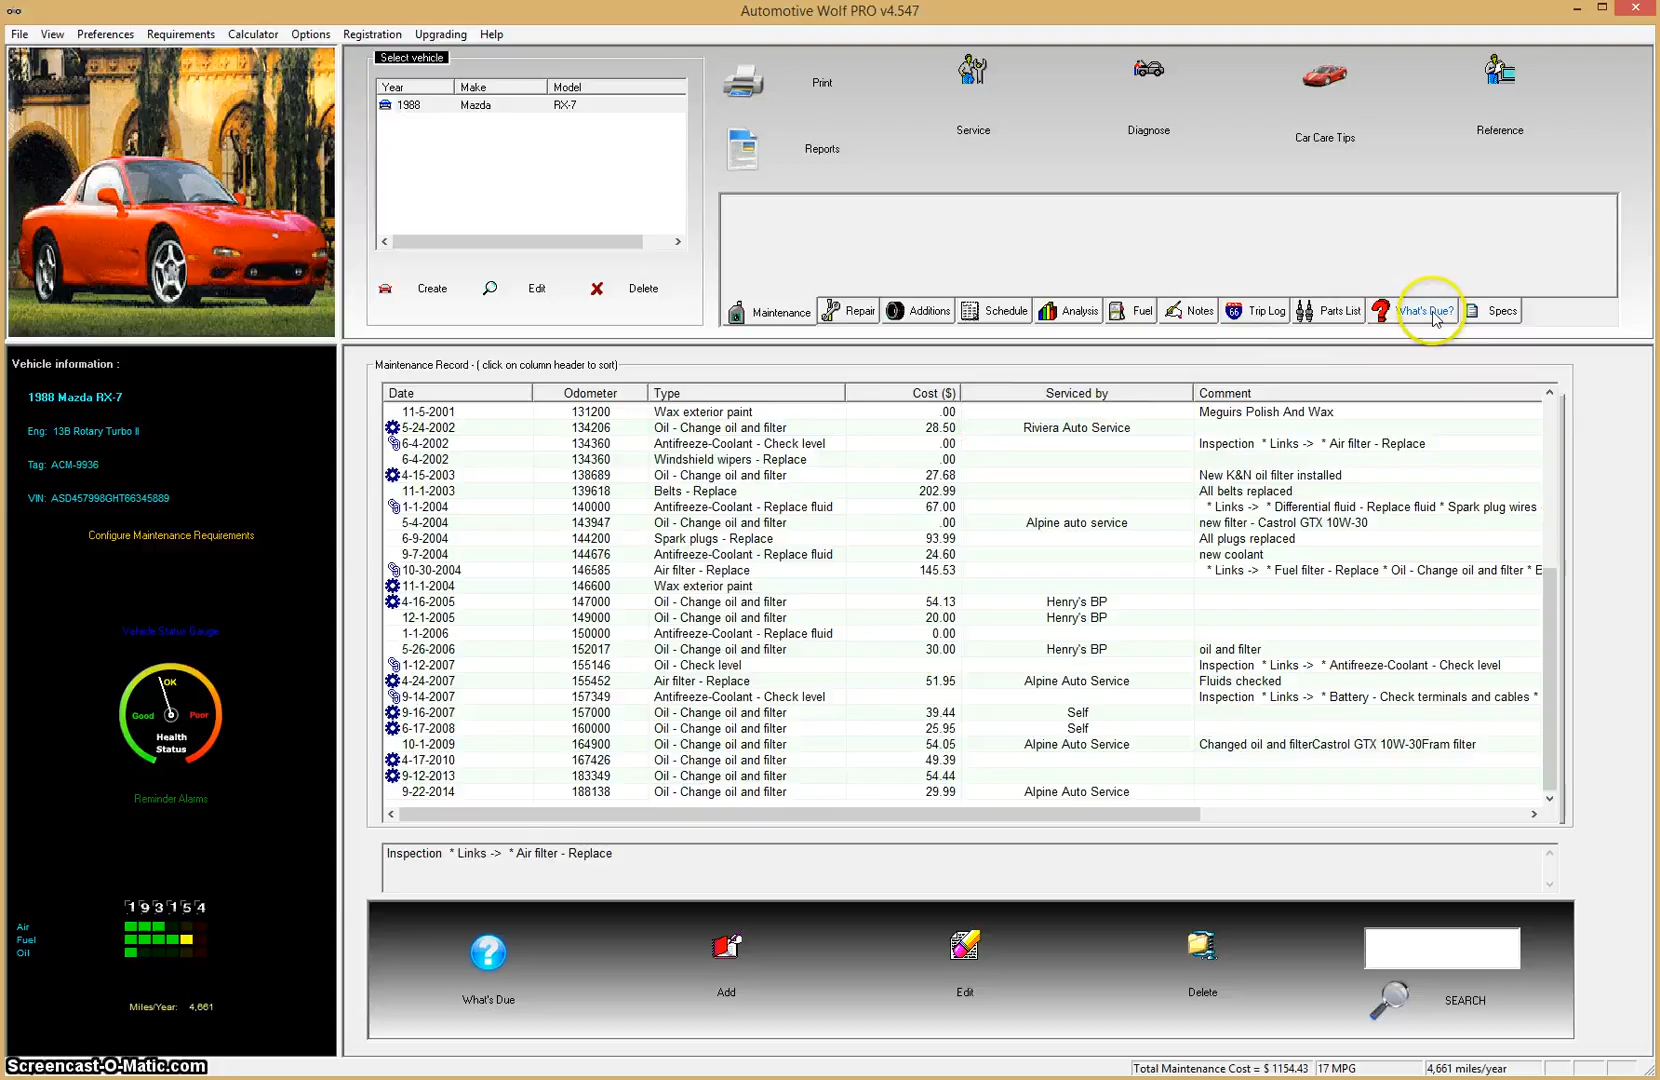 Automotive Wolf PRO v4.547
File View Preferences Requirements Calculator Options Registration Upgrading Help
Select vehicle
Year Make Model
1988 Mazda RX-7
Create Edit Delete
Print
Reports
Service Diagnose Car Care Tips Reference
Maintenance Repair Additions Schedule Analysis Fuel Notes 66 Trip Log Parts List What's Due? Specs
Vehicle information :
1988 Mazda RX-7
Eng: 13B Rotary Turbo II
Tag: ACM-9936
VIN: ASD457998GHT66345889
Configure Maintenance Requirements
Vehicle Status Gauge
OK
Good Poor
Health
Status
Reminder Alarms
193154
Air
Fuel
Oil
Miles/Year: 4,661
Maintenance Record - ( click on column header to sort)
Date Odometer Type Cost ($) Serviced by Comment
11-5-2001 131200 Wax exterior paint .00 Meguirs Polish And Wax
5-24-2002 134206 Oil - Change oil and filter 28.50 Riviera Auto Service
6-4-2002 134360 Antifreeze-Coolant - Check level .00 Inspection * Links -> * Air filter - Replace
6-4-2002 134360 Windshield wipers - Replace .00
4-15-2003 138689 Oil - Change oil and filter 27.68 New K&N oil filter installed
11-1-2003 139618 Belts - Replace 202.99 All belts replaced
1-1-2004 140000 Antifreeze-Coolant - Replace fluid 67.00 * Links -> * Differential fluid - Replace fluid * Spark plug wires
5-4-2004 143947 Oil - Change oil and filter .00 Alpine auto service new filter - Castrol GTX 10W-30
6-9-2004 144200 Spark plugs - Replace 93.99 All plugs replaced
9-7-2004 144676 Antifreeze-Coolant - Replace fluid 24.60 new coolant
10-30-2004 146585 Air filter - Replace 145.53 * Links -> * Fuel filter - Replace * Oil - Change oil and filter * E
11-1-2004 146600 Wax exterior paint
4-16-2005 147000 Oil - Change oil and filter 54.13 Henry's BP
12-1-2005 149000 Oil - Change oil and filter 20.00 Henry's BP
1-1-2006 150000 Antifreeze-Coolant - Replace fluid 0.00
5-26-2006 152017 Oil - Change oil and filter 30.00 Henry's BP oil and filter
1-12-2007 155146 Oil - Check level Inspection * Links -> * Antifreeze-Coolant - Check level
4-24-2007 155452 Air filter - Replace 51.95 Alpine Auto Service Fluids checked
9-14-2007 157349 Antifreeze-Coolant - Check level Inspection * Links -> * Battery - Check terminals and cables *
9-16-2007 157000 Oil - Change oil and filter 39.44 Self
6-17-2008 160000 Oil - Change oil and filter 25.95 Self
10-1-2009 164900 Oil - Change oil and filter 54.05 Alpine Auto Service Changed oil and filterCastrol GTX 10W-30Fram filter
4-17-2010 167426 Oil - Change oil and filter 49.39
9-12-2013 183349 Oil - Change oil and filter 54.44
9-22-2014 188138 Oil - Change oil and filter 29.99 Alpine Auto Service
Inspection * Links -> * Air filter - Replace
What's Due Add Edit Delete SEARCH
Screencast-O-Matic.com
Total Maintenance Cost = $ 1154.43 17 MPG 4,661 miles/year